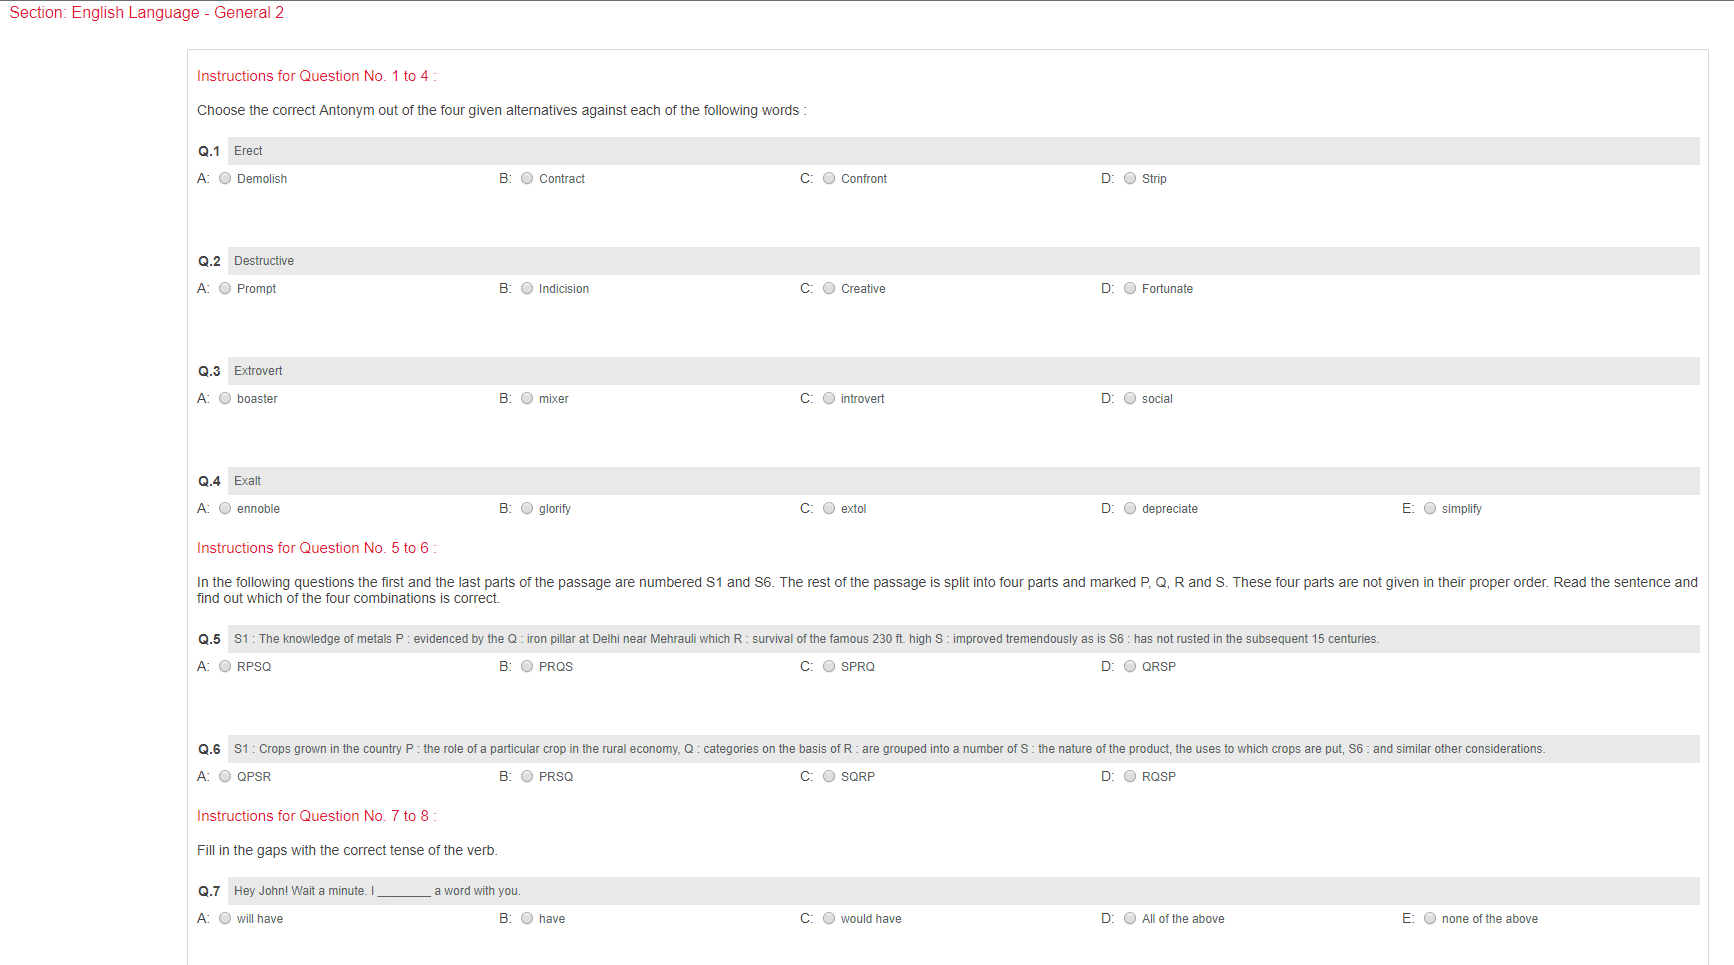 Section: English Language - General 2
Instructions for Question No. 1 to 4 :
Choose the correct Antonym out of the four given alternatives against each of the following words :
Q.1 Erect
A: Demolish B: Contract C: Confront D: Strip
Q.2 Destructive
A: Prompt B: Indicision C: Creative D: Fortunate
Q.3 Extrovert
A: boaster B: mixer C: introvert D: social
Q.4 Exalt
A: ennoble B: glorify C: extol D: depreciate E: simplify
Instructions for Question No. 5 to 6 :
In the following questions the first and the last parts of the passage are numbered S1 and S6. The rest of the passage is split into four parts and marked P, Q, R and S. These four parts are not given in their proper order. Read the sentence and
find out which of the four combinations is correct.
Q.5 S1 : The knowledge of metals P : evidenced by the Q : iron pillar at Delhi near Mehrauli which R : survival of the famous 230 ft. high S : improved tremendously as is S6 : has not rusted in the subsequent 15 centuries.
A: RPSQ B: PRQS C: SPRQ D: QRSP
Q.6 S1 : Crops grown in the country P : the role of a particular crop in the rural economy, Q : categories on the basis of R : are grouped into a number of S : the nature of the product, the uses to which crops are put, S6 : and similar other considerations.
A: QPSR B: PRSQ C: SQRP D: RQSP
Instructions for Question No. 7 to 8 :
Fill in the gaps with the correct tense of the verb.
Q.7 Hey John! Wait a minute. I ________ a word with you.
A: will have B: have C: would have D: All of the above E: none of the above